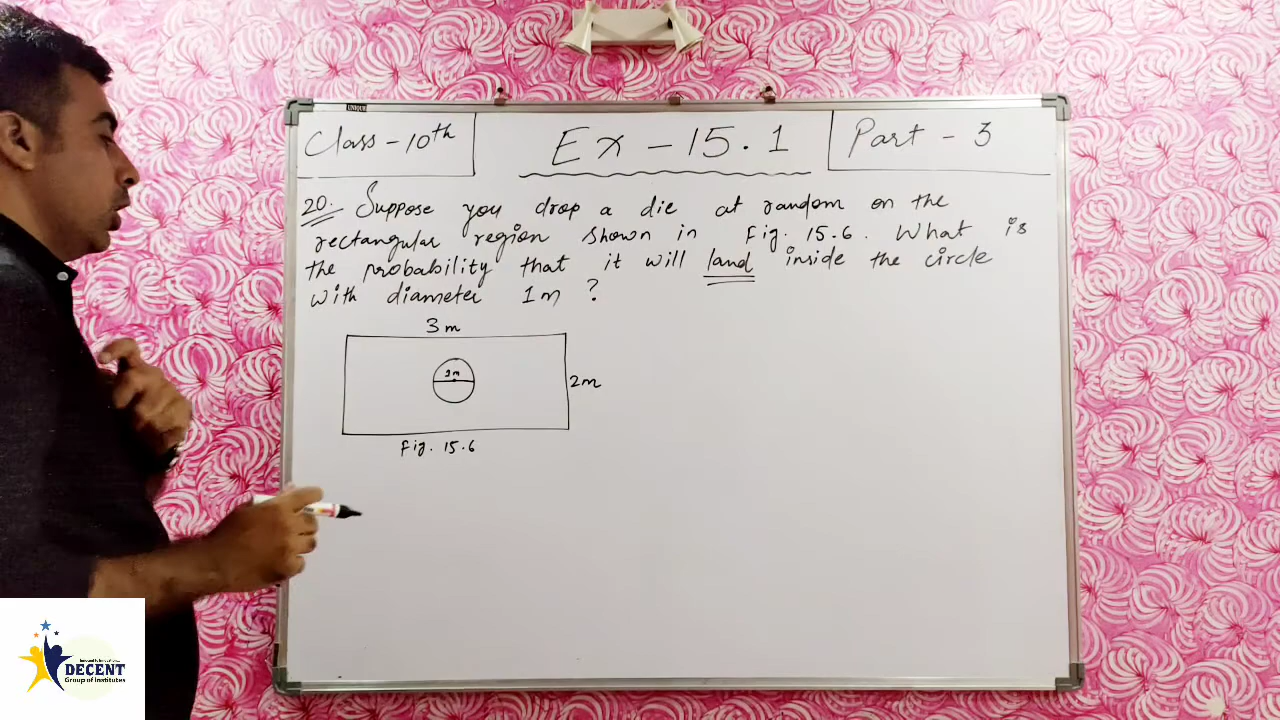 UNIQUE
Class - 10th
Ex - 15.1
Part - 3
20. Suppose you drop a die at random on the
rectangular region shown in Fig. 15.6. What is
the probability that it will land inside the circle
with diameter 1m ?
3 m
1m
2m
Fig. 15.6
DECENT
Group of Institutes